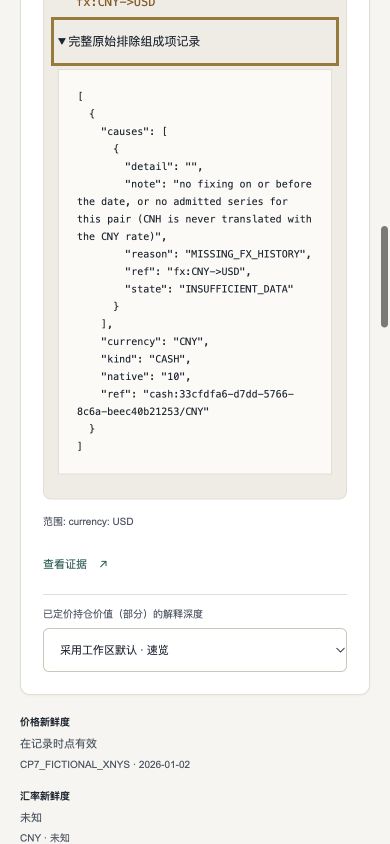 fx:CNY->USD
▼ 完整原始排除组成项记录
[
  {
    "causes": [
      {
        "detail": "",
        "note": "no fixing on or before
the date, or no admitted series for
this pair (CNH is never translated with
the CNY rate)",
        "reason": "MISSING_FX_HISTORY",
        "ref": "fx:CNY->USD",
        "state": "INSUFFICIENT_DATA"
      }
    ],
    "currency": "CNY",
    "kind": "CASH",
    "native": "10",
    "ref": "cash:33cfdfa6-d7dd-5766-
8c6a-beec40b21253/CNY"
  }
]
范围: currency: USD
查看证据 ↗
已定价持仓价值（部分）的解释深度
采用工作区默认 · 速览
价格新鲜度
在记录时点有效
CP7_FICTIONAL_XNYS · 2026-01-02
汇率新鲜度
未知
CNY · 未知